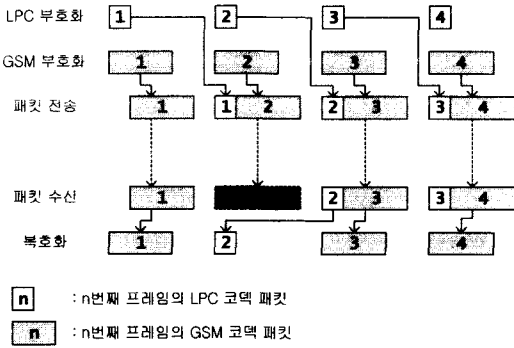 LPC 부호화 1 2 3 4
GSM 부호화 1 2 3 4
패킷 전송 1 1 2 2 3 3 4
패킷 수산 1 2 3 3 4
복호화 1 2 3 4
n : n번째 프레임의 LPC 코덱 패킷
n : n번째 프레임의 GSM 코덱 패킷